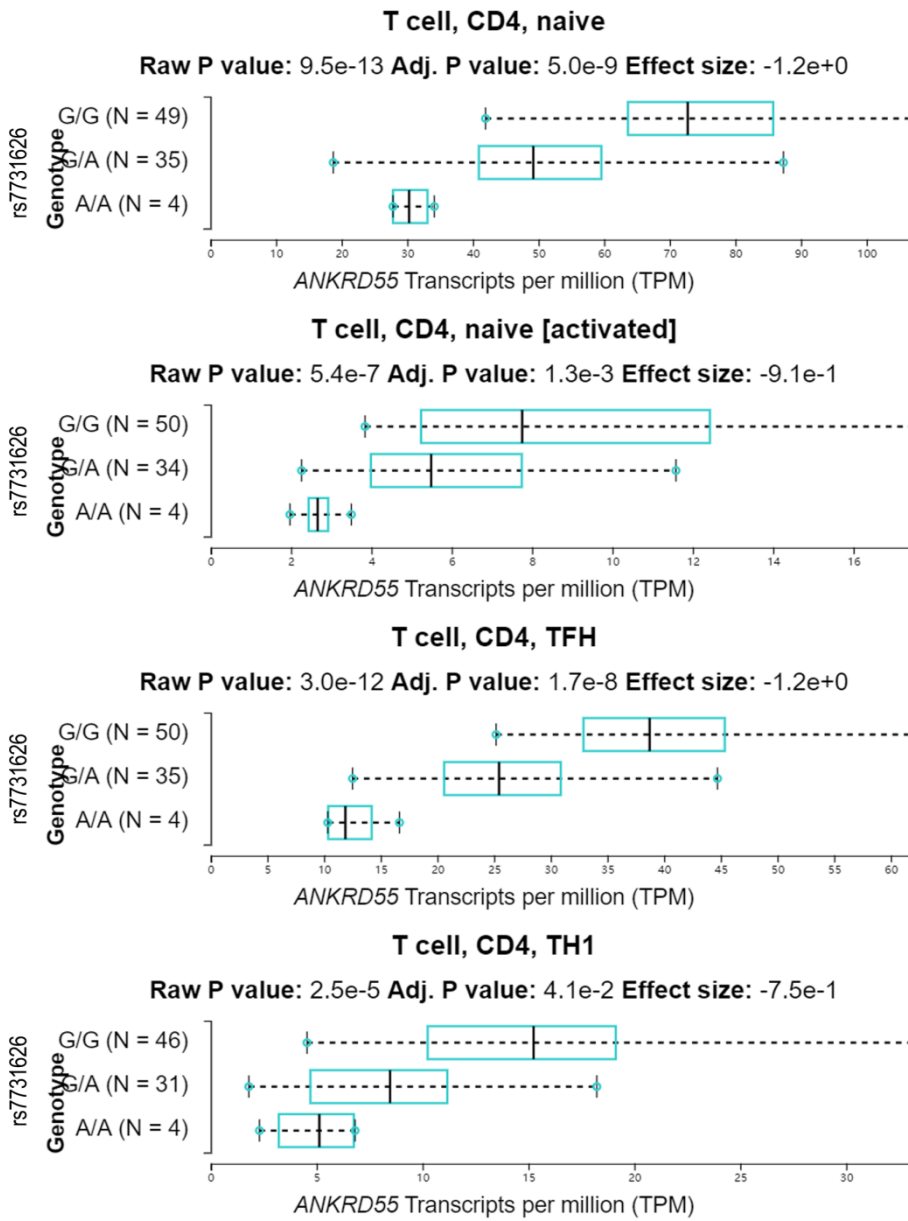 T cell, CD4, naive
Raw P value: 9.5e-13 Adj. P value: 5.0e-9 Effect size: -1.2e+0
rs7731626
Genotype
G/G (N = 49)
G/A (N = 35)
A/A (N = 4)
0 10 20 30 40 50 60 70 80 90 100
ANKRD55 Transcripts per million (TPM)
T cell, CD4, naive [activated]
Raw P value: 5.4e-7 Adj. P value: 1.3e-3 Effect size: -9.1e-1
rs7731626
Genotype
G/G (N = 50)
G/A (N = 34)
A/A (N = 4)
0 2 4 6 8 10 12 14 16
ANKRD55 Transcripts per million (TPM)
T cell, CD4, TFH
Raw P value: 3.0e-12 Adj. P value: 1.7e-8 Effect size: -1.2e+0
rs7731626
Genotype
G/G (N = 50)
G/A (N = 35)
A/A (N = 4)
0 5 10 15 20 25 30 35 40 45 50 55 60
ANKRD55 Transcripts per million (TPM)
T cell, CD4, TH1
Raw P value: 2.5e-5 Adj. P value: 4.1e-2 Effect size: -7.5e-1
rs7731626
Genotype
G/G (N = 46)
G/A (N = 31)
A/A (N = 4)
0 5 10 15 20 25 30
ANKRD55 Transcripts per million (TPM)